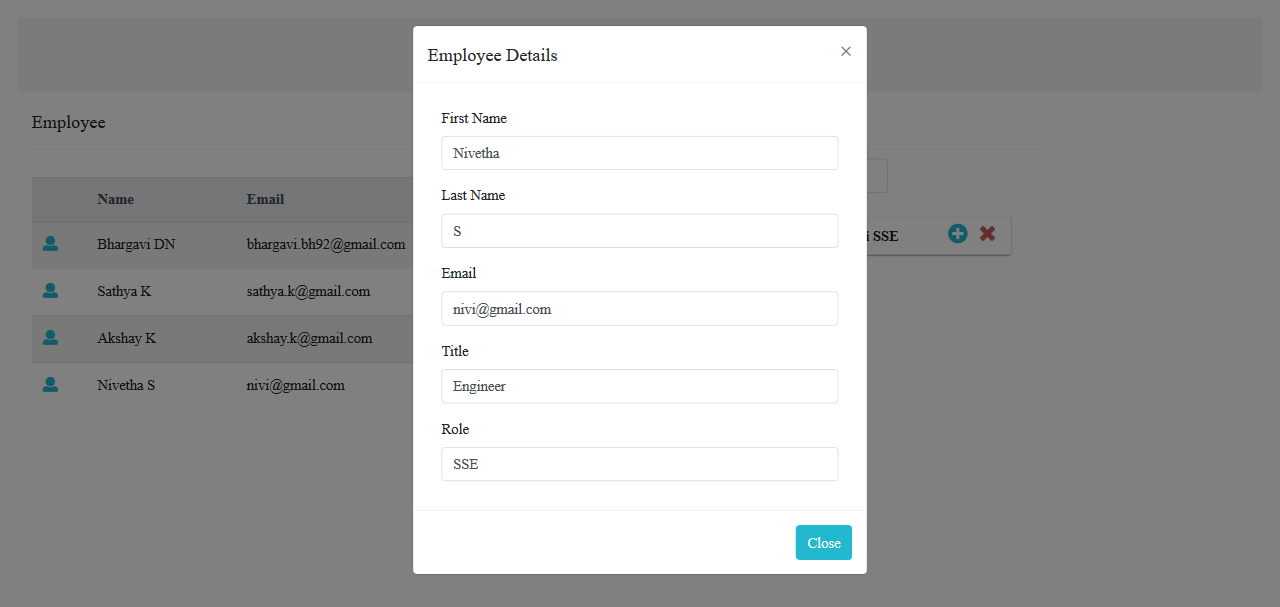 Employee Details
×
Employee
First Name
Nivetha
Last Name
S
Email
nivi@gmail.com
Title
Engineer
Role
SSE
Close
Name Email
Bhargavi DN bhargavi.bh92@gmail.com
Sathya K sathya.k@gmail.com
Akshay K akshay.k@gmail.com
Nivetha S nivi@gmail.com
SSE